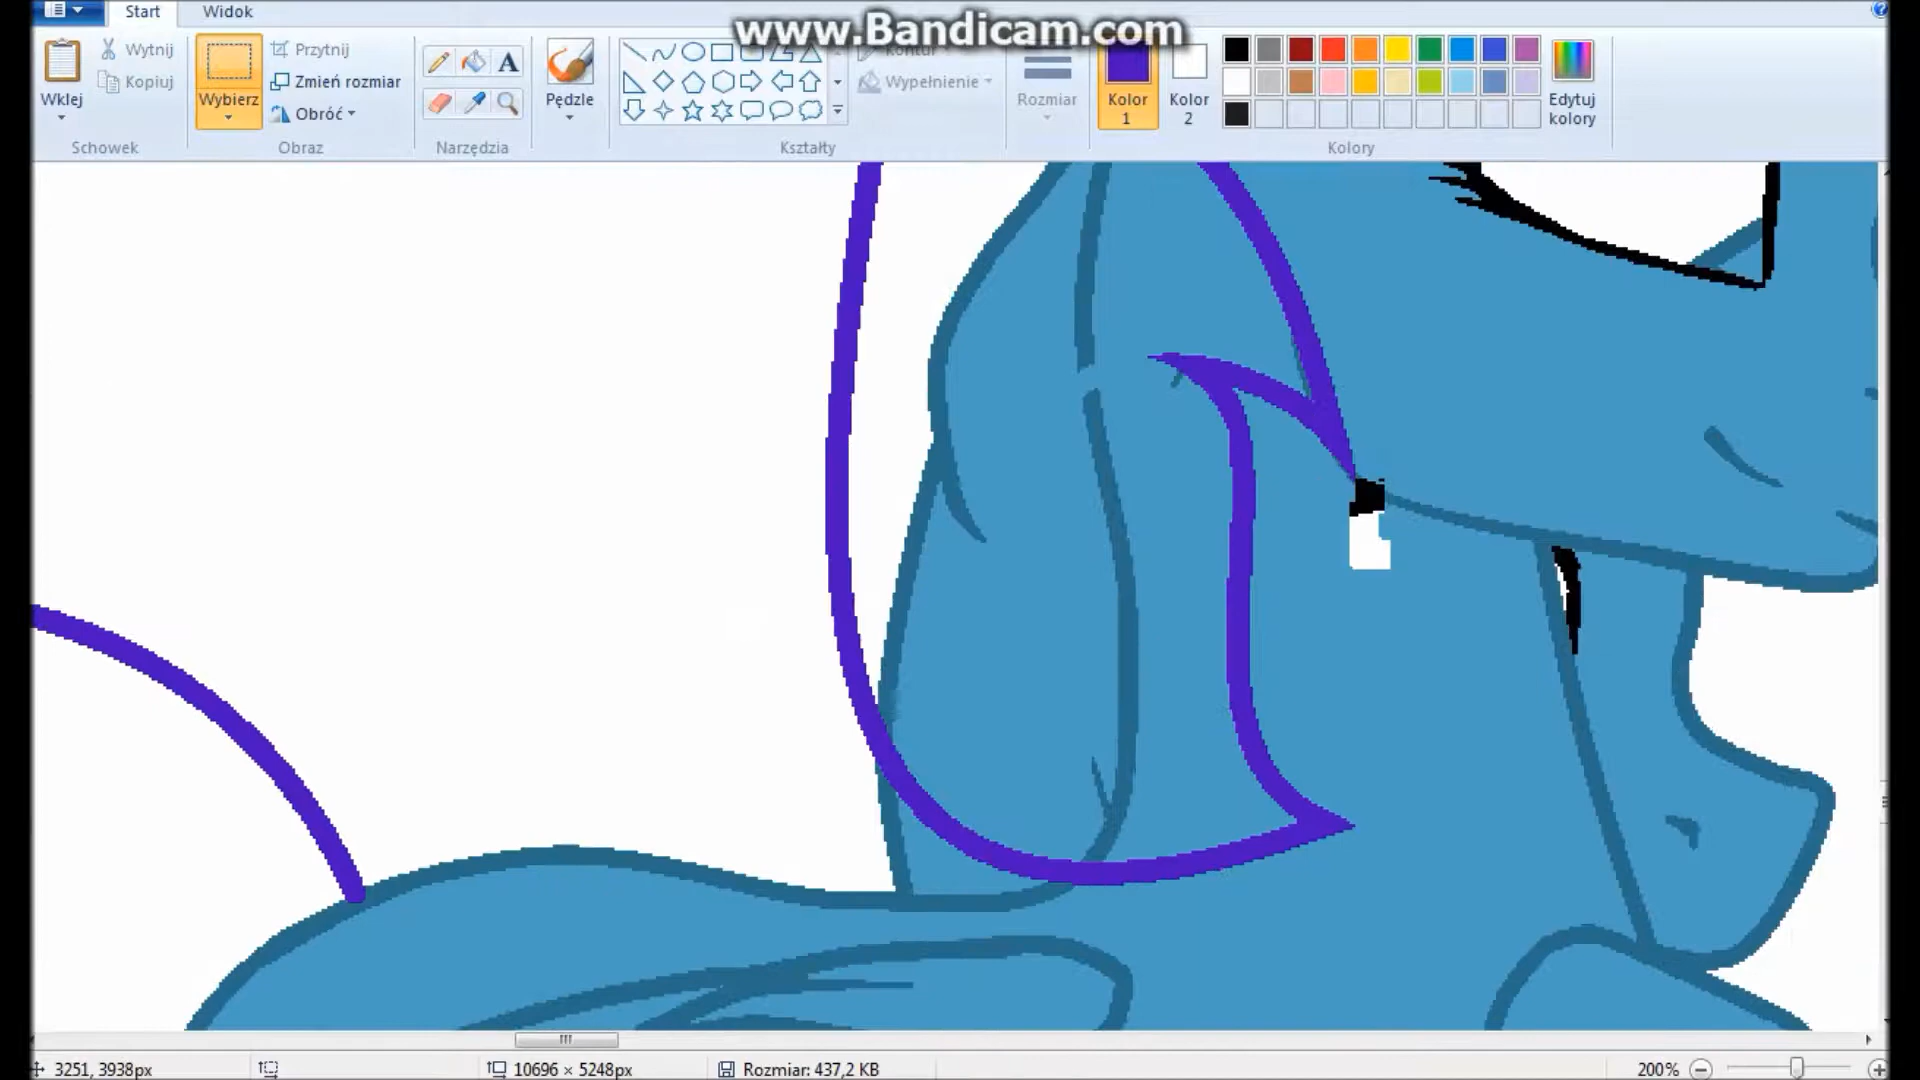 Start Widok
www.Bandicam.com
Wytnij
Kopiuj
Wklej
Schowek
Wybierz
Przytnij
Zmień rozmiar
Obróć
Obraz
A
Narzędzia
Pędzle
Kontur
Wypełnienie
Kształty
Rozmiar
Kolor 1
Kolor 2
Edytuj kolory
Kolory
3251, 3938px
10696 × 5248px
Rozmiar: 437,2 KB
200%